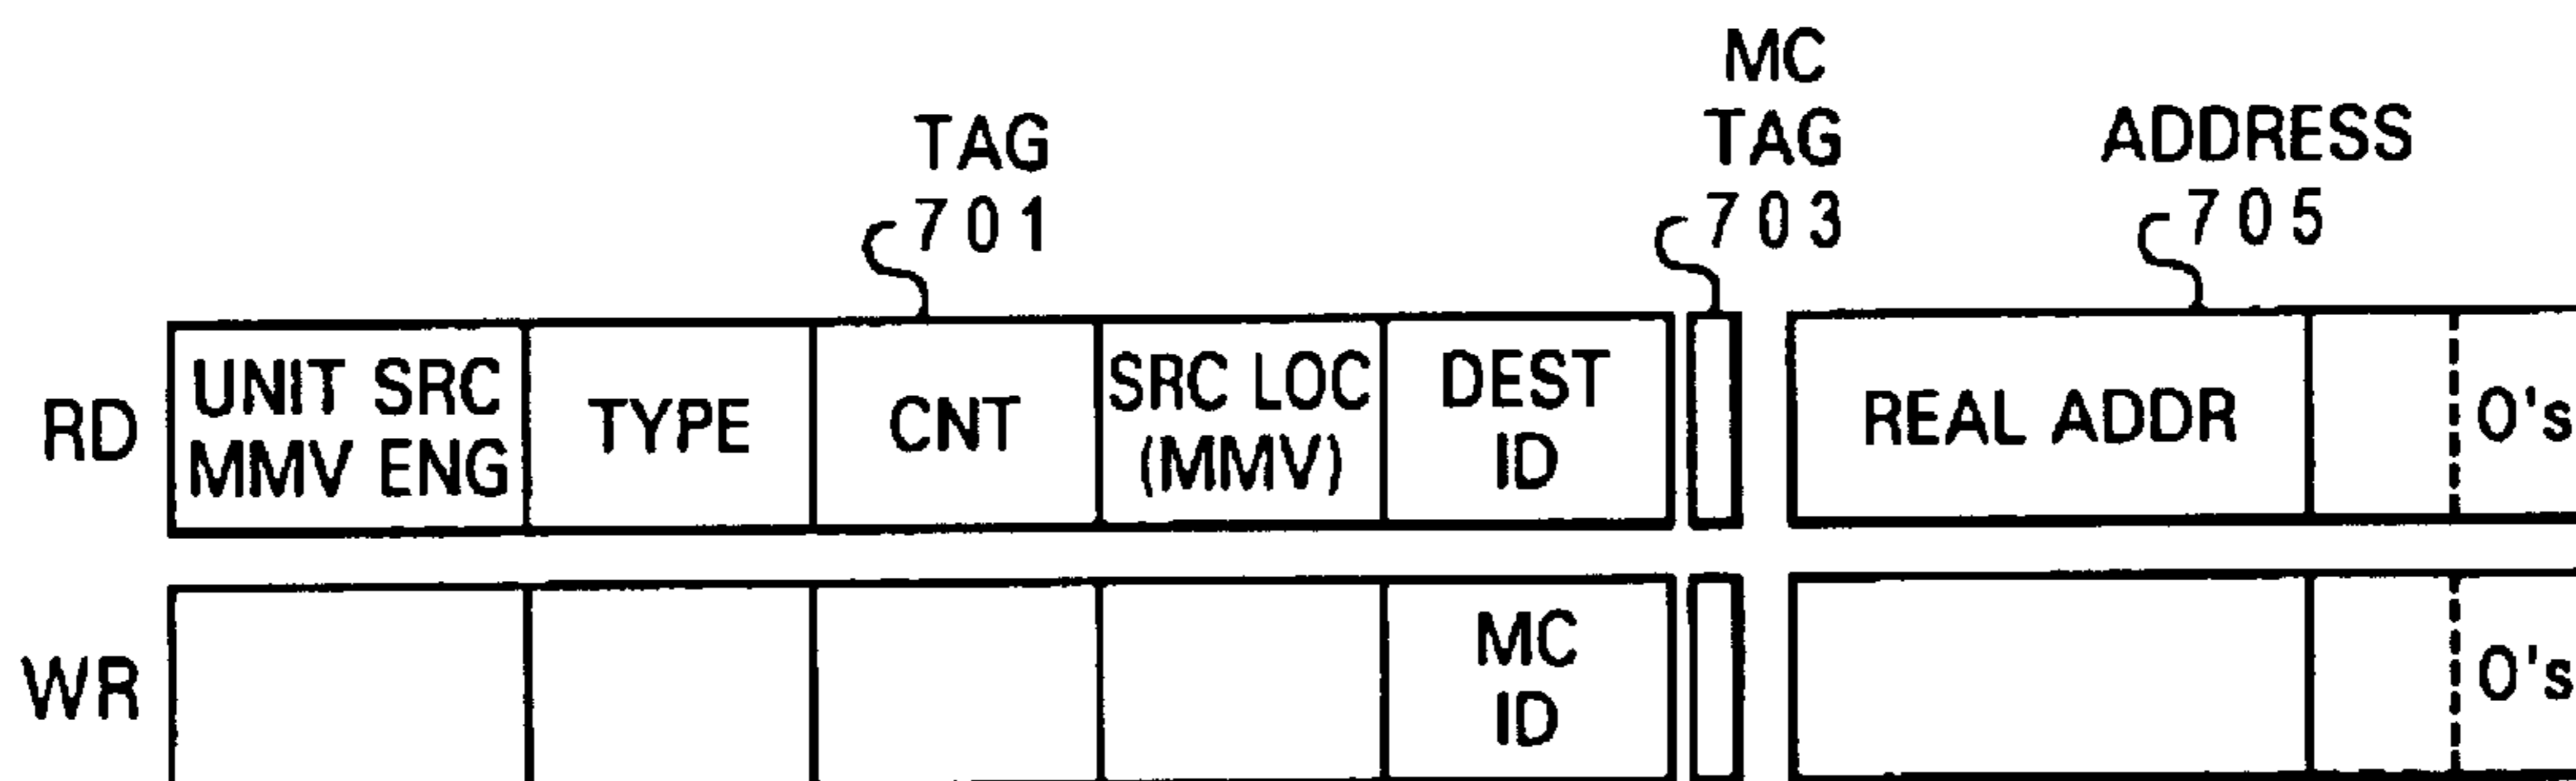 MC
TAG
TAG
ADDRESS
701
703
705
RD
UNIT SRC
MMV ENG
TYPE
CNT
SRC LOC
(MMV)
DEST
ID
REAL ADDR
0's
WR
MC
ID
0's